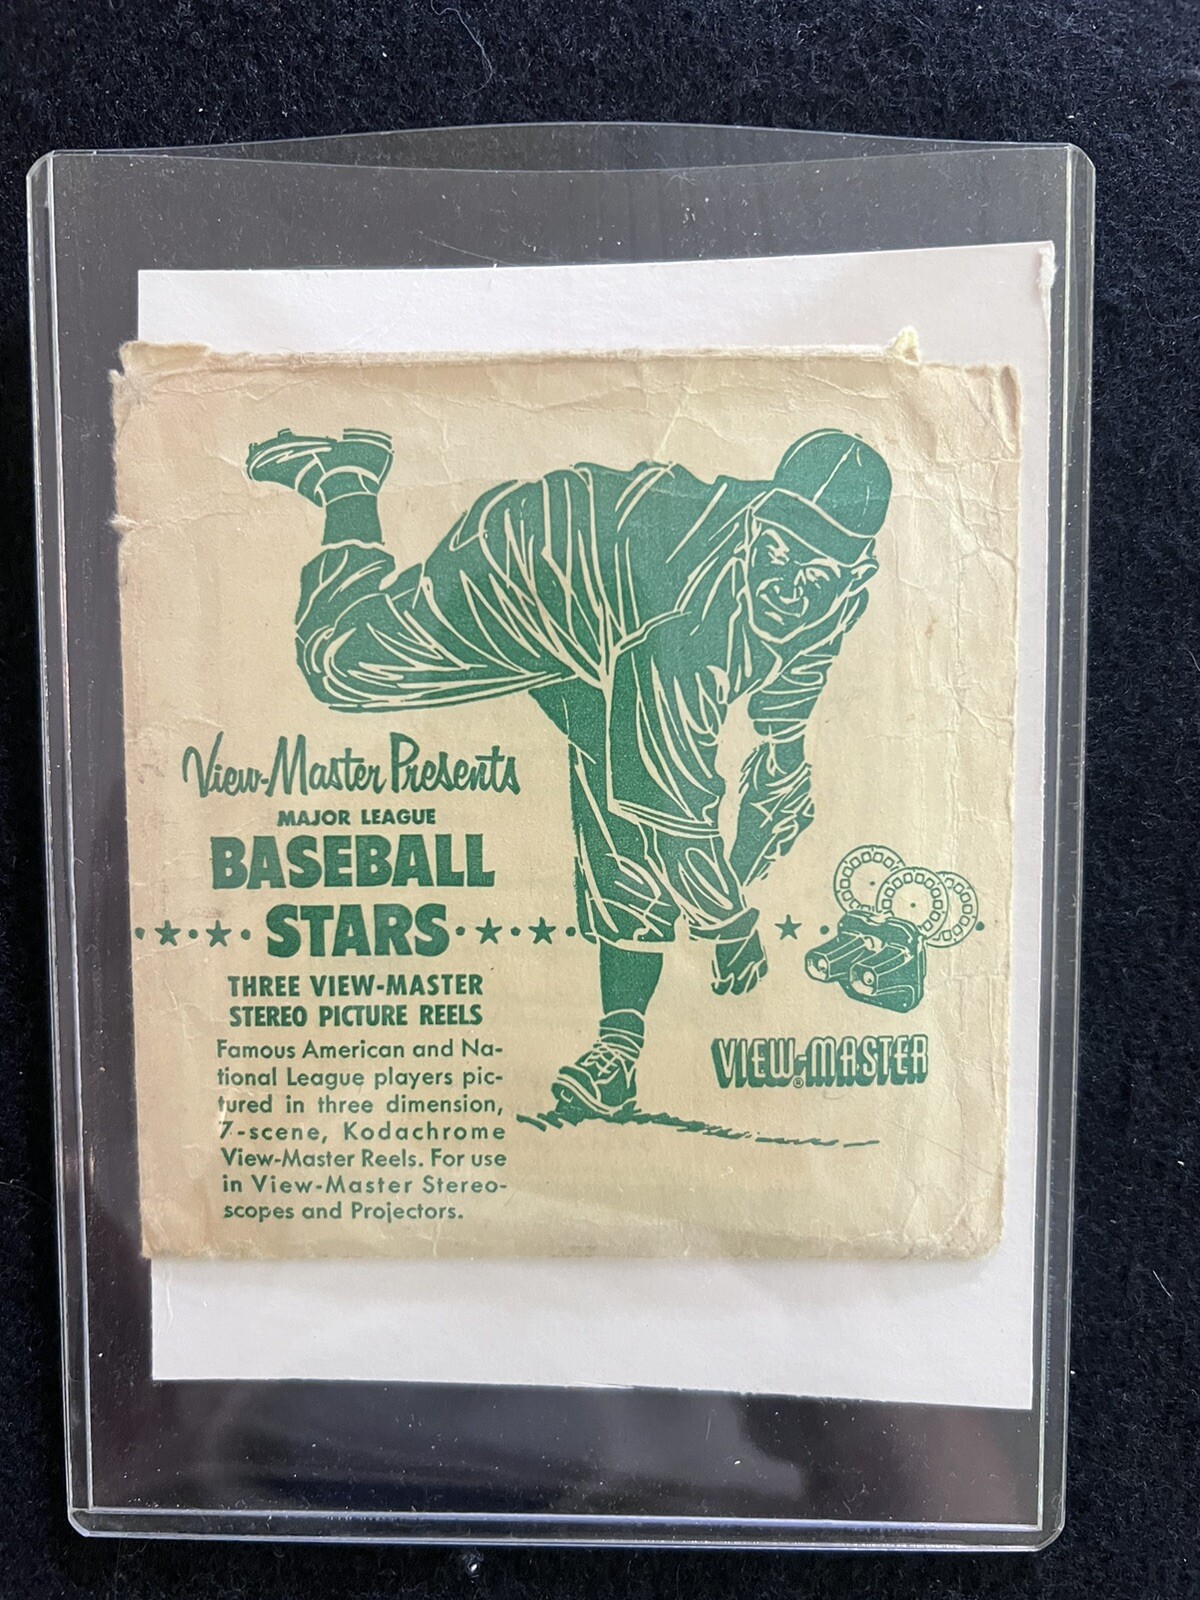 View-Master Presents
MAJOR LEAGUE
BASEBALL
STARS
THREE VIEW-MASTER
STEREO PICTURE REELS
Famous American and Na-
tional League players pic-
tured in three dimension,
7-scene, Kodachrome
View-Master Reels. For use
in View-Master Stereo-
scopes and Projectors.
VIEW-MASTER
®